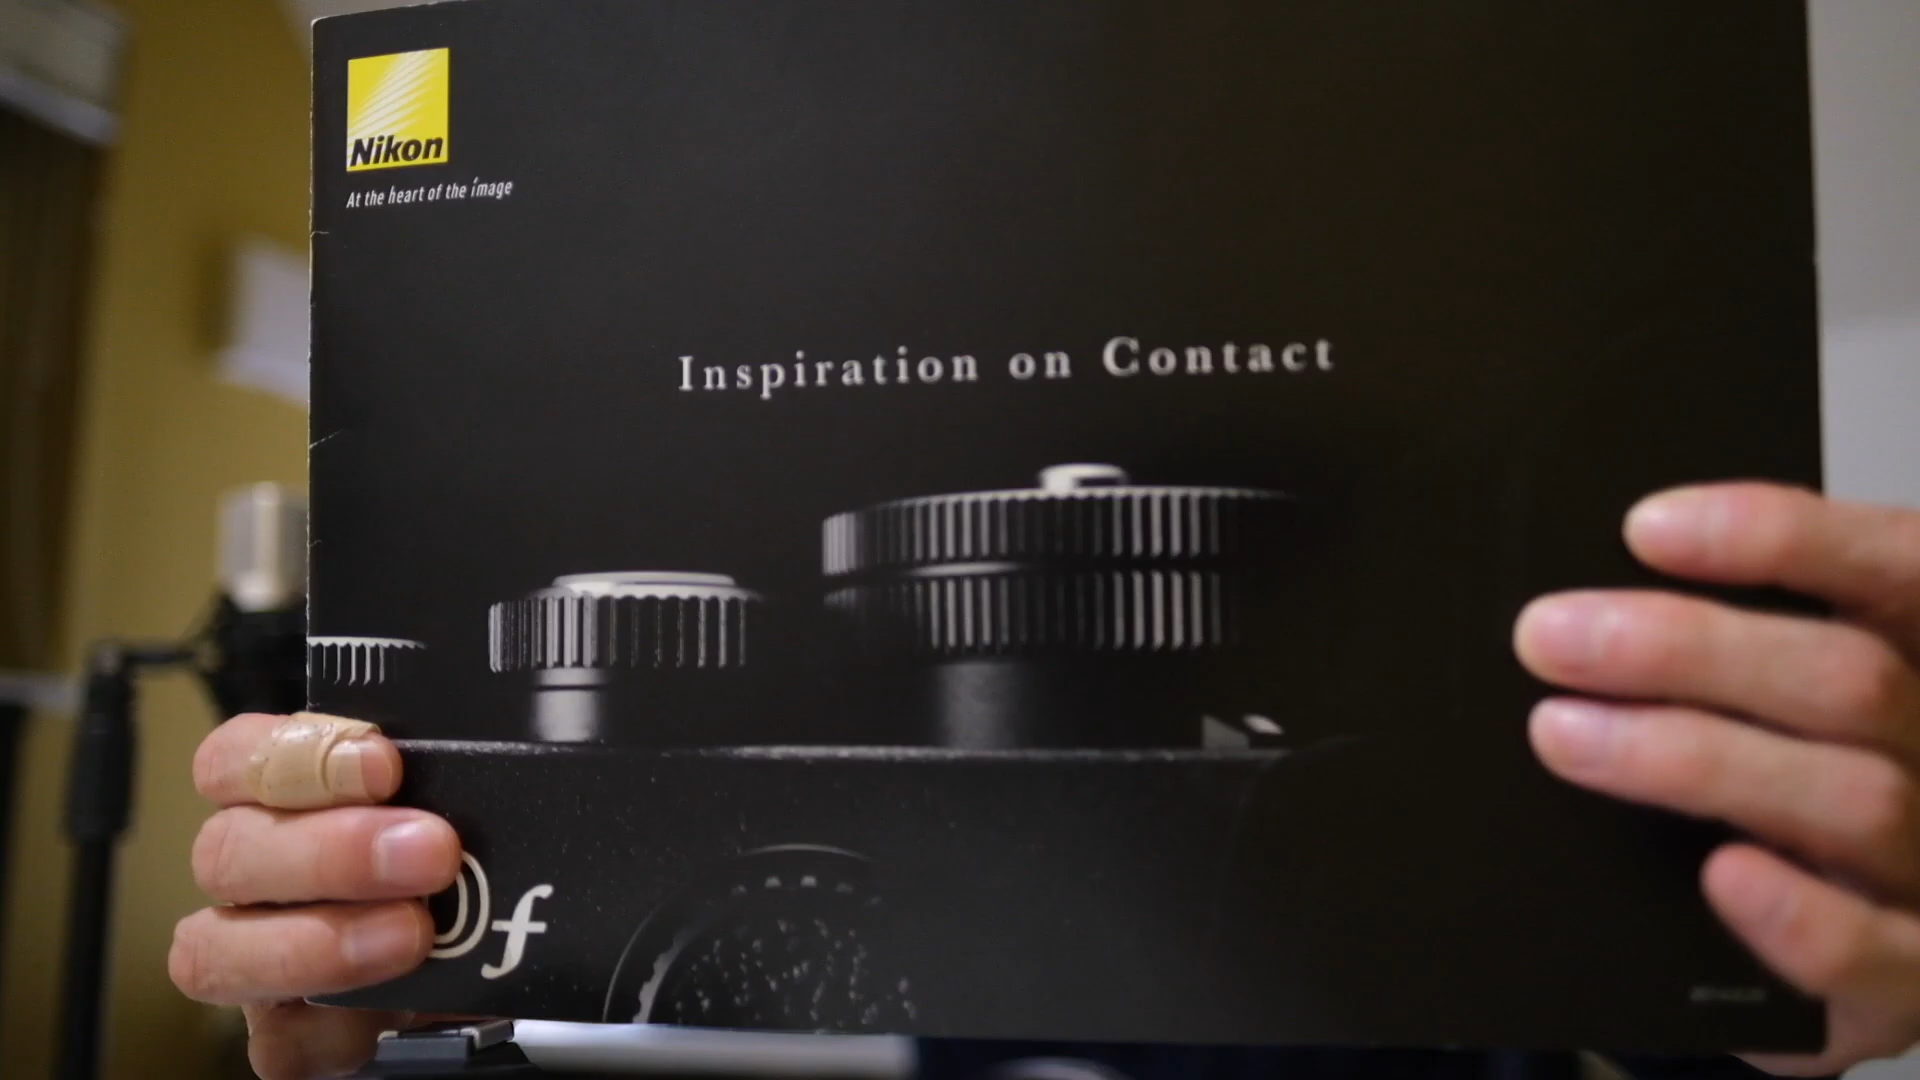 Nikon
At the heart of the image
Inspiration on Contact
Df